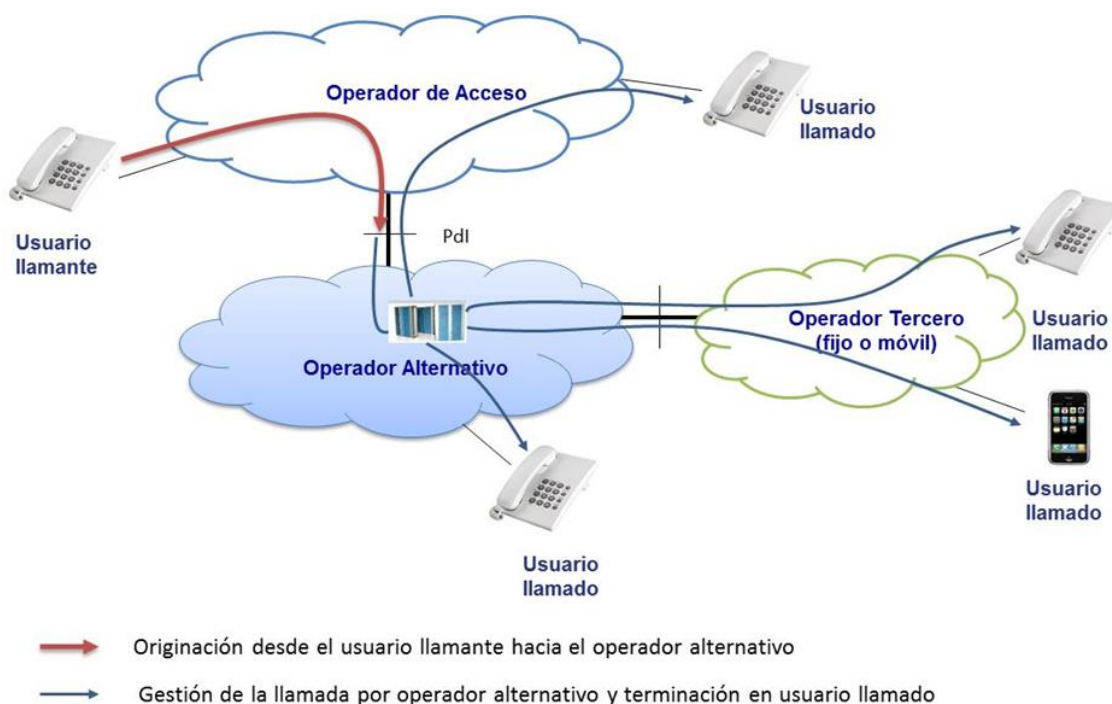 Operador de Acceso
Usuario
llamado
Usuario
llamante
PdI
Operador Tercero
(fijo o móvil)
Usuario
llamado
Operador Alternativo
Usuario
llamado
Usuario
llamado
Originación desde el usuario llamante hacia el operador alternativo
Gestión de la llamada por operador alternativo y terminación en usuario llamado